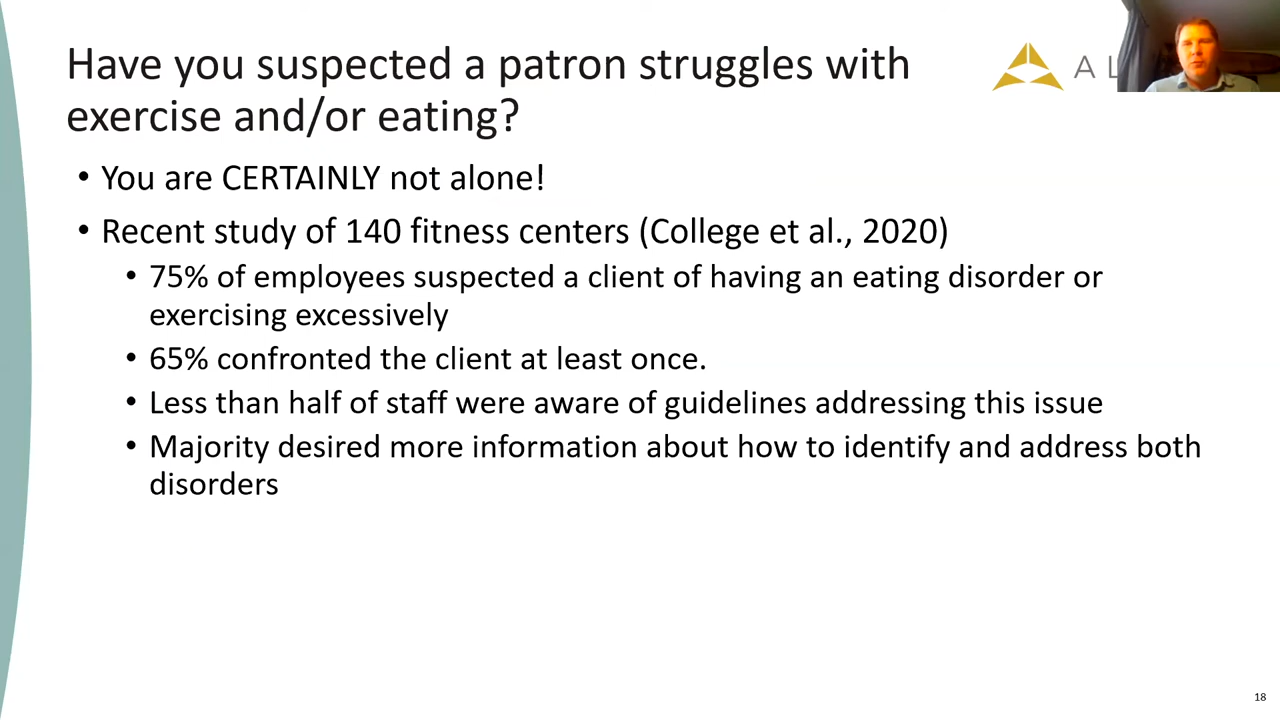 Have you suspected a patron struggles with
exercise and/or eating?
• You are CERTAINLY not alone!
• Recent study of 140 fitness centers (College et al., 2020)
• 75% of employees suspected a client of having an eating disorder or
exercising excessively
• 65% confronted the client at least once.
• Less than half of staff were aware of guidelines addressing this issue
• Majority desired more information about how to identify and address both
disorders
18